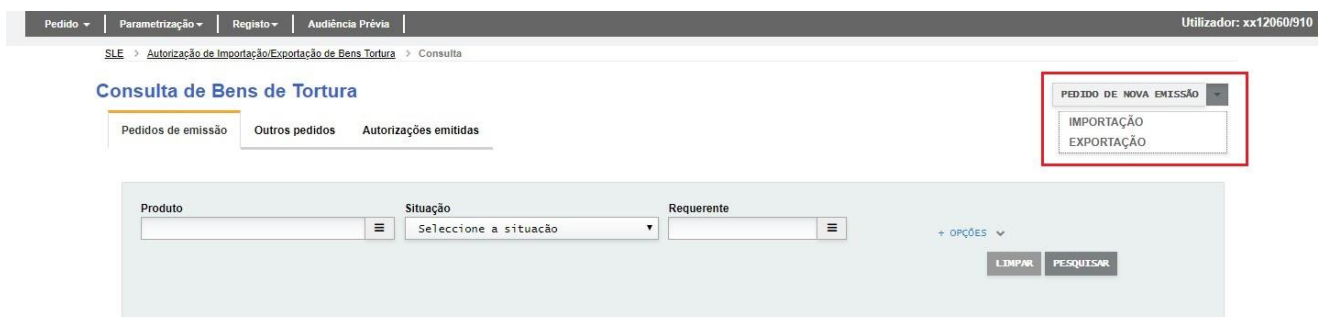 Pedido Parametrização Registo Audiência Prévia Utilizador: xx12060/910
SLE > Autorização de Importação/Exportação de Bens Tortura > Consulta
Consulta de Bens de Tortura
PEDIDO DE NOVA EMISSÃO
IMPORTAÇÃO
EXPORTAÇÃO
Pedidos de emissão Outros pedidos Autorizações emitidas
Produto Situação Requerente
Seleccione a situacão
+ OPÇÕES
LIMPAR PESQUISAR